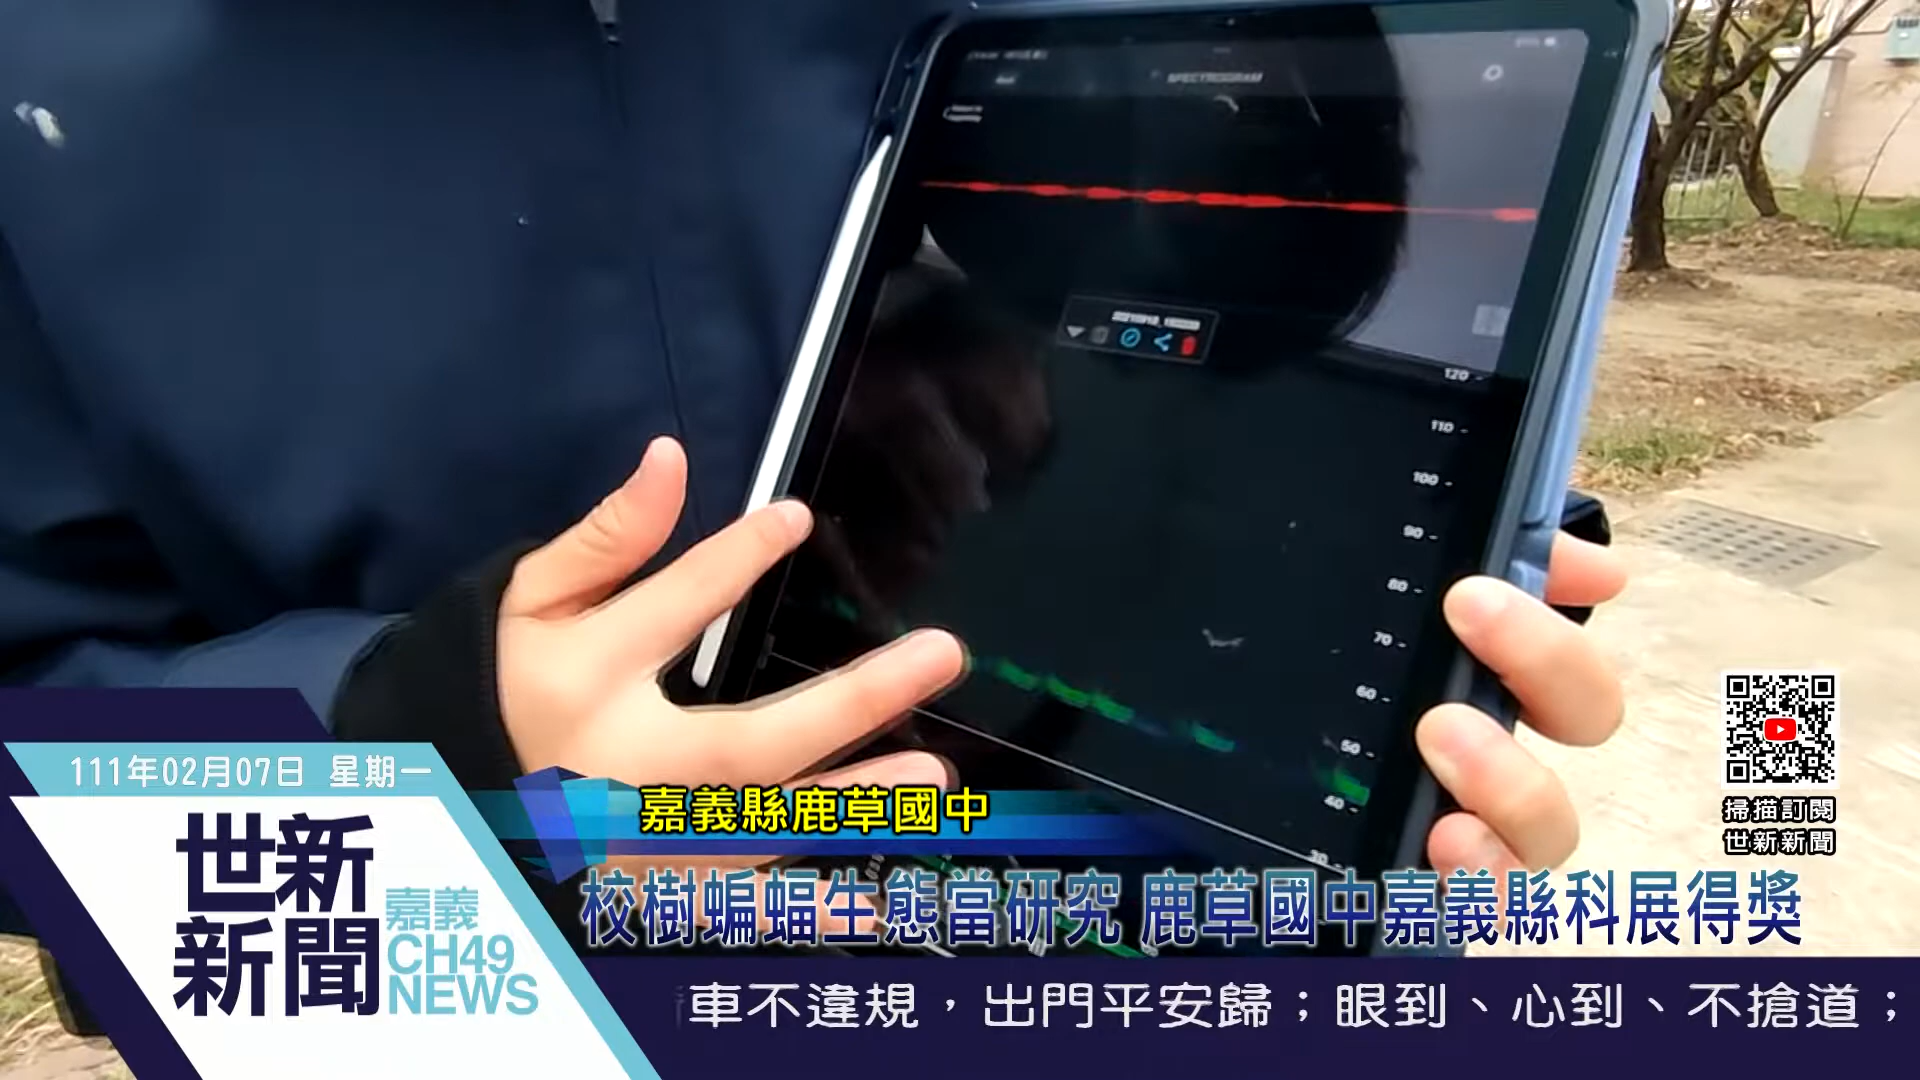 SPECTROGRAM
120
110
100
90
80
70
60
50
40
30
掃描訂閱
世新新聞
111年02月07日 星期一
世新
新聞
嘉義
CH49
NEWS
嘉義縣鹿草國中
校樹蝙蝠生態當研究 鹿草國中嘉義縣科展得獎
車不違規，出門平安歸；眼到、心到、不搶道；